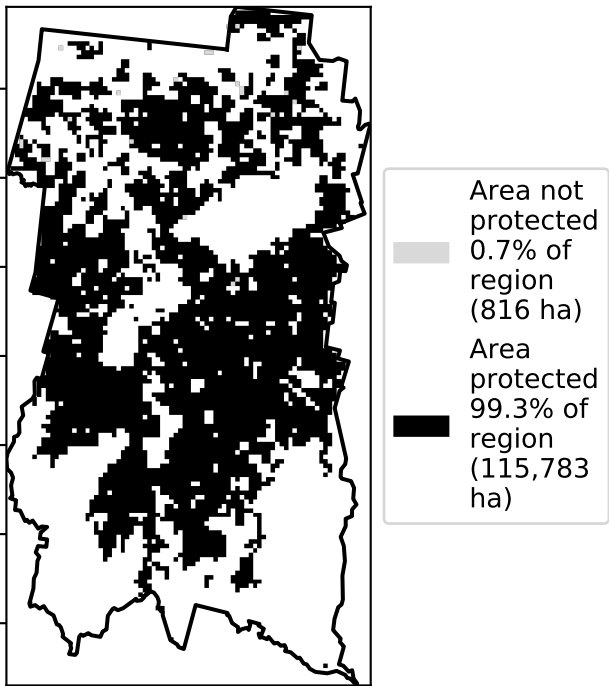 Area not
protected
0.7% of
region
(816 ha)
Area
protected
99.3% of
region
(115,783
ha)